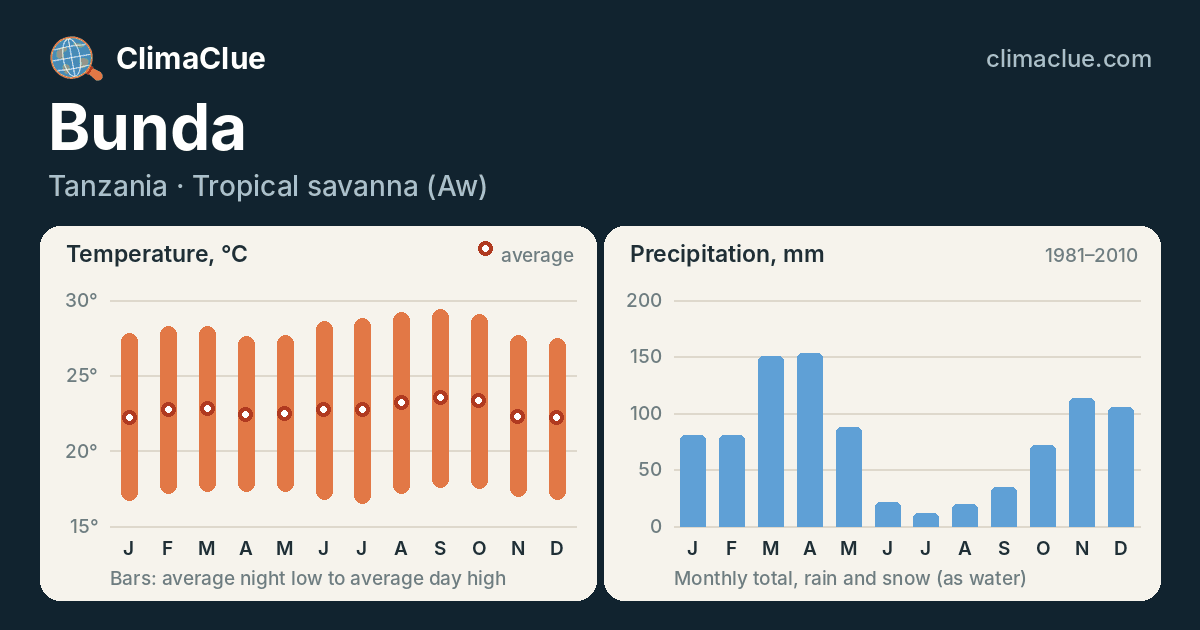 ClimaClue
climaclue.com
Bunda
Tanzania · Tropical savanna (Aw)
Temperature, °C
average
30°
25°
20°
15°
J F M A M J J A S O N D
Bars: average night low to average day high
Precipitation, mm
1981–2010
200
150
100
50
0
J F M A M J J A S O N D
Monthly total, rain and snow (as water)